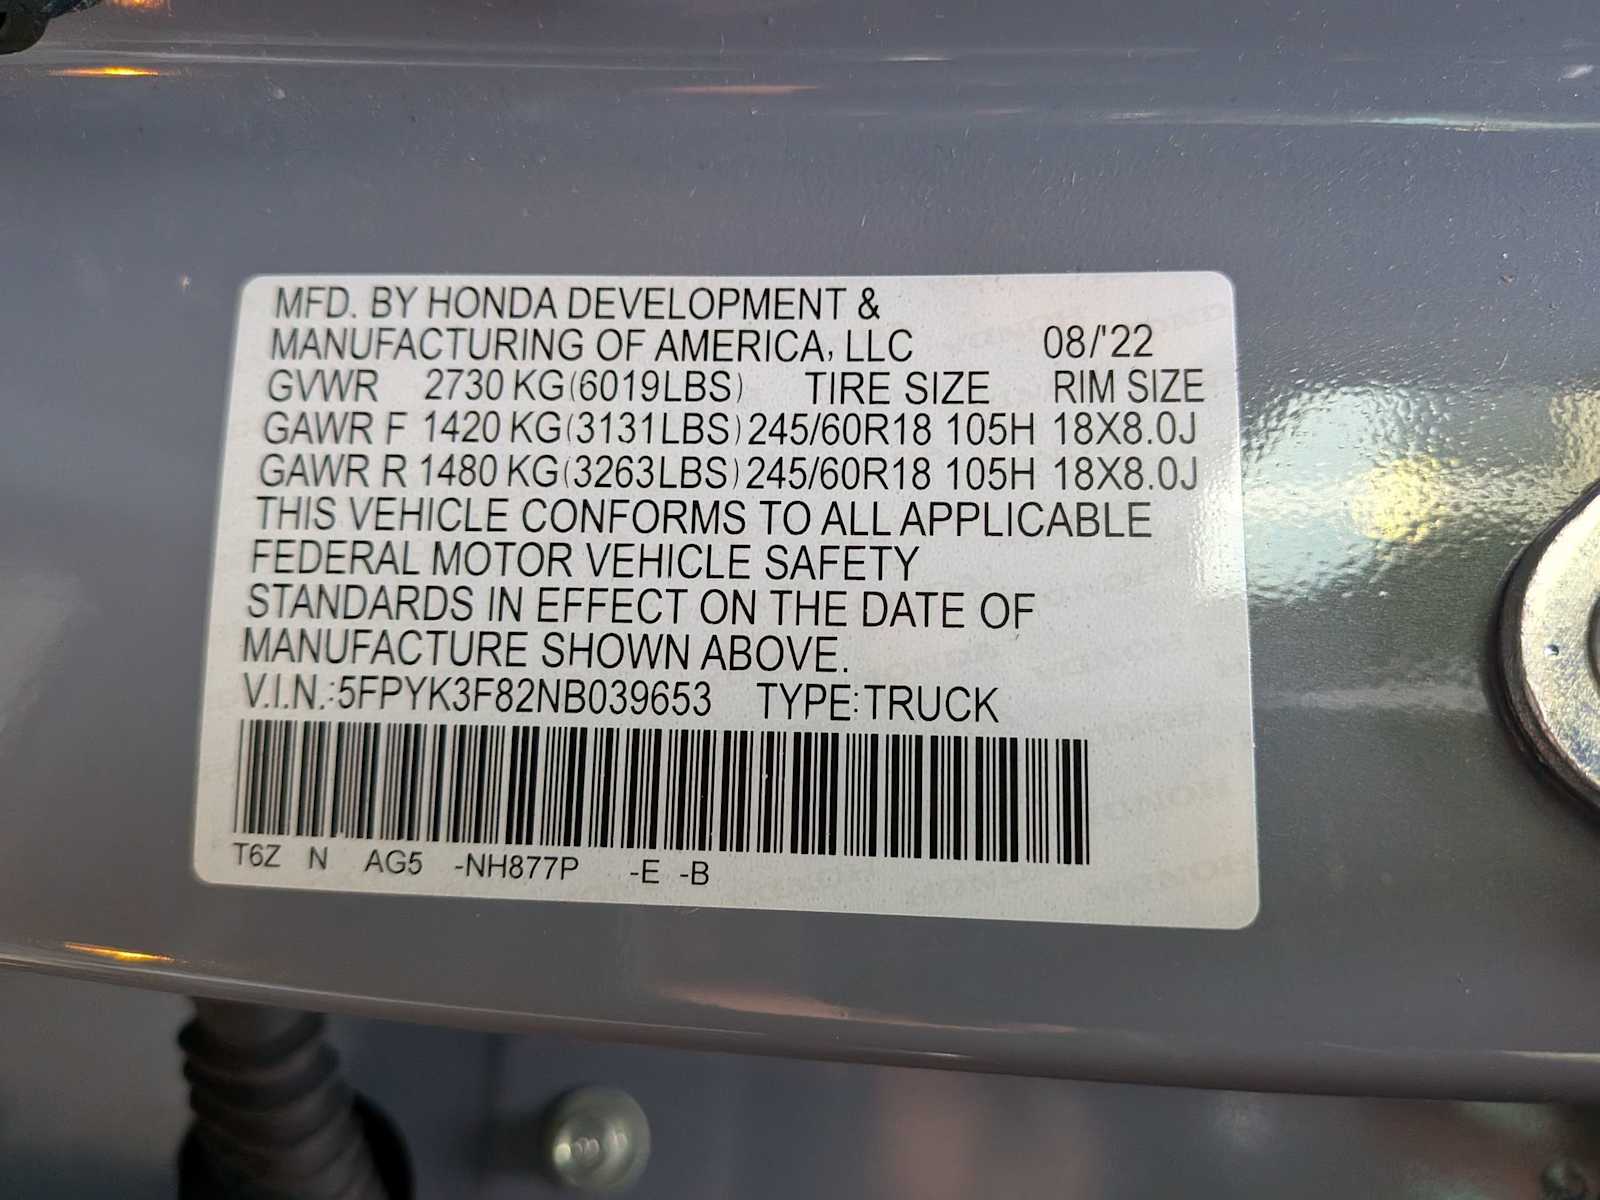 MFD. BY HONDA DEVELOPMENT &
MANUFACTURING OF AMERICA, LLC 08/'22
GVWR 2730 KG(6019LBS) TIRE SIZE RIM SIZE
GAWR F 1420 KG(3131LBS) 245/60R18 105H 18X8.0J
GAWR R 1480 KG(3263LBS) 245/60R18 105H 18X8.0J
THIS VEHICLE CONFORMS TO ALL APPLICABLE
FEDERAL MOTOR VEHICLE SAFETY
STANDARDS IN EFFECT ON THE DATE OF
MANUFACTURE SHOWN ABOVE.
V.I.N.:5FPYK3F82NB039653 TYPE:TRUCK
T6Z N AG5 -NH877P -E -B